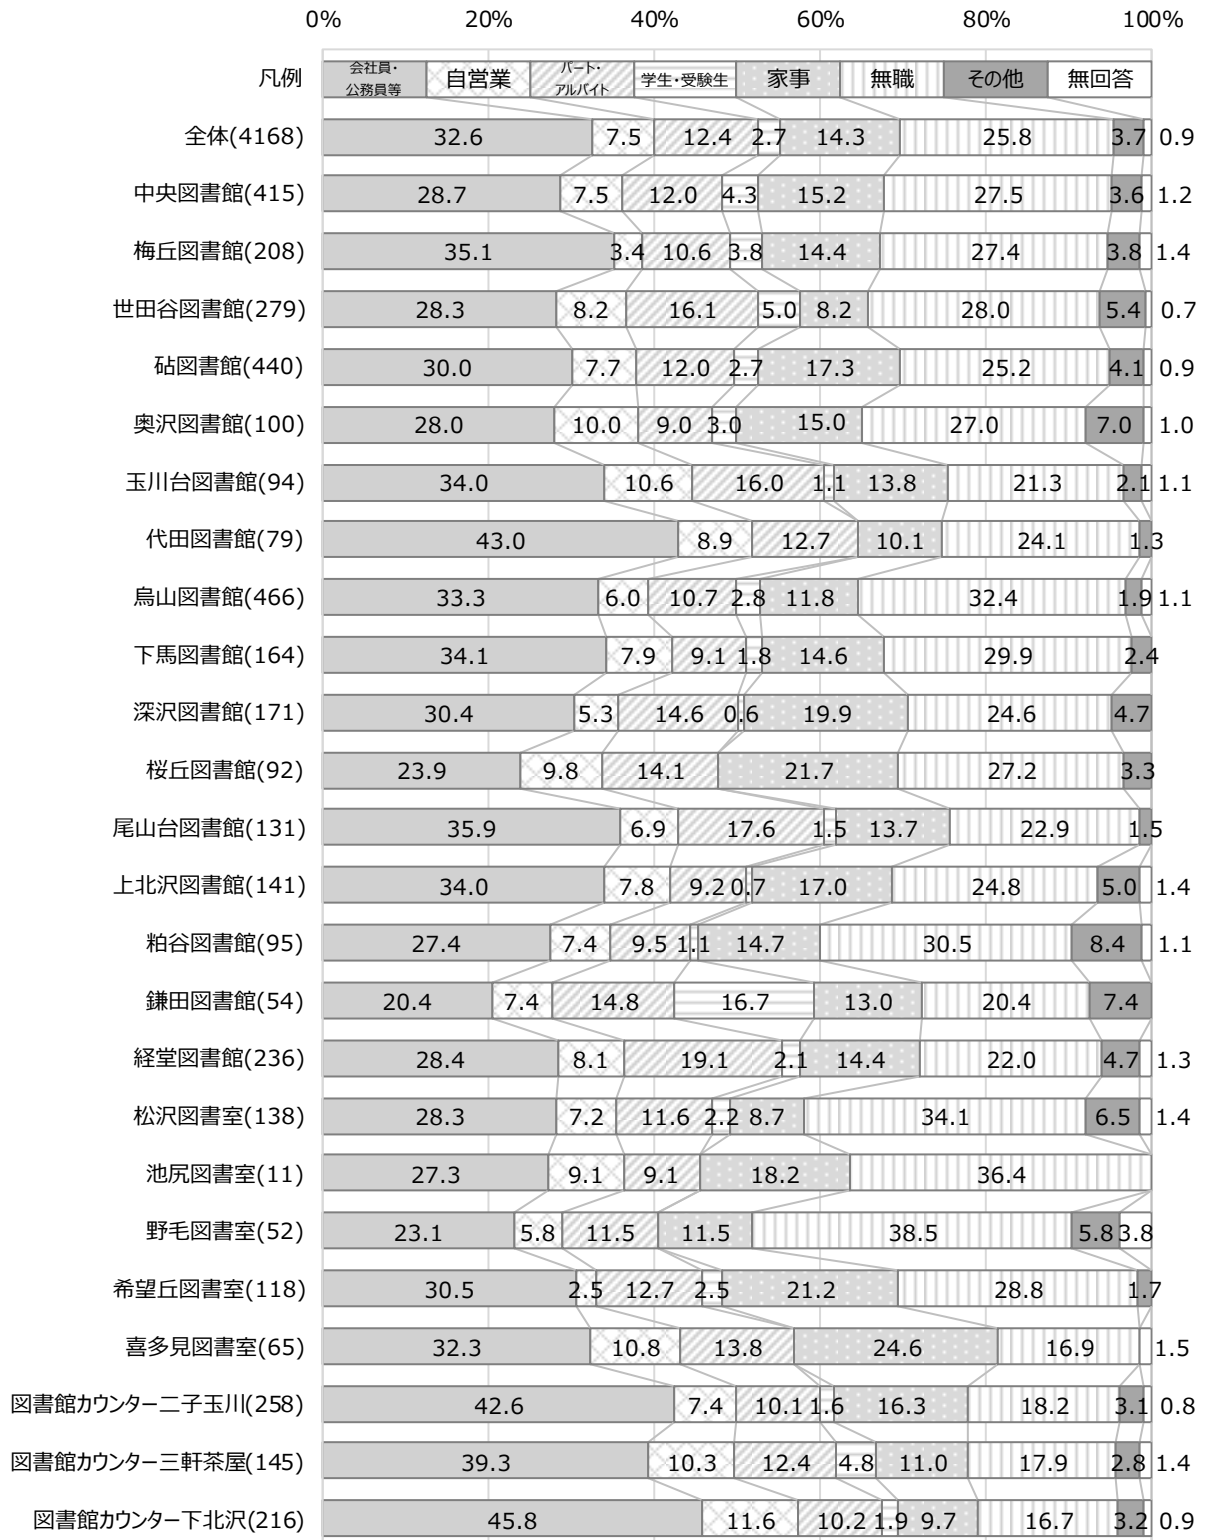 0% 20% 40% 60% 80% 100%
凡例 会社員・公務員等 自営業 パート・アルバイト 学生・受験生 家事 無職 その他 無回答
全体(4168) 32.6 7.5 12.4 2.7 14.3 25.8 3.7 0.9
中央図書館(415) 28.7 7.5 12.0 4.3 15.2 27.5 3.6 1.2
梅丘図書館(208) 35.1 3.4 10.6 3.8 14.4 27.4 3.8 1.4
世田谷図書館(279) 28.3 8.2 16.1 5.0 8.2 28.0 5.4 0.7
砧図書館(440) 30.0 7.7 12.0 2.7 17.3 25.2 4.1 0.9
奥沢図書館(100) 28.0 10.0 9.0 3.0 15.0 27.0 7.0 1.0
玉川台図書館(94) 34.0 10.6 16.0 1.1 13.8 21.3 2.1 1.1
代田図書館(79) 43.0 8.9 12.7 10.1 24.1 1.3
烏山図書館(466) 33.3 6.0 10.7 2.8 11.8 32.4 1.9 1.1
下馬図書館(164) 34.1 7.9 9.1 1.8 14.6 29.9 2.4
深沢図書館(171) 30.4 5.3 14.6 0.6 19.9 24.6 4.7
桜丘図書館(92) 23.9 9.8 14.1 21.7 27.2 3.3
尾山台図書館(131) 35.9 6.9 17.6 1.5 13.7 22.9 1.5
上北沢図書館(141) 34.0 7.8 9.2 0.7 17.0 24.8 5.0 1.4
粕谷図書館(95) 27.4 7.4 9.5 1.1 14.7 30.5 8.4 1.1
鎌田図書館(54) 20.4 7.4 14.8 16.7 13.0 20.4 7.4
経堂図書館(236) 28.4 8.1 19.1 2.1 14.4 22.0 4.7 1.3
松沢図書室(138) 28.3 7.2 11.6 2.2 8.7 34.1 6.5 1.4
池尻図書室(11) 27.3 9.1 9.1 18.2 36.4
野毛図書室(52) 23.1 5.8 11.5 11.5 38.5 5.8 3.8
希望丘図書室(118) 30.5 2.5 12.7 2.5 21.2 28.8 1.7
喜多見図書室(65) 32.3 10.8 13.8 24.6 16.9 1.5
図書館カウンター二子玉川(258) 42.6 7.4 10.1 1.6 16.3 18.2 3.1 0.8
図書館カウンター三軒茶屋(145) 39.3 10.3 12.4 4.8 11.0 17.9 2.8 1.4
図書館カウンター下北沢(216) 45.8 11.6 10.2 1.9 9.7 16.7 3.2 0.9